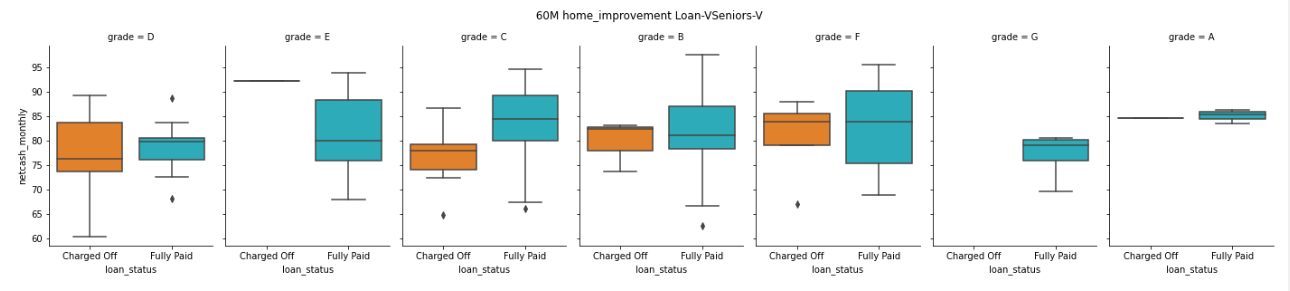 60M home_improvement Loan-VSeniors-V
grade = D
grade = E
grade = C
grade = B
grade = F
grade = G
grade = A
netcash_monthly
95
90
85
80
75
70
65
60
Charged Off Fully Paid
loan_status
Charged Off Fully Paid
loan_status
Charged Off Fully Paid
loan_status
Charged Off Fully Paid
loan_status
Charged Off Fully Paid
loan_status
Charged Off Fully Paid
loan_status
Charged Off Fully Paid
loan_status